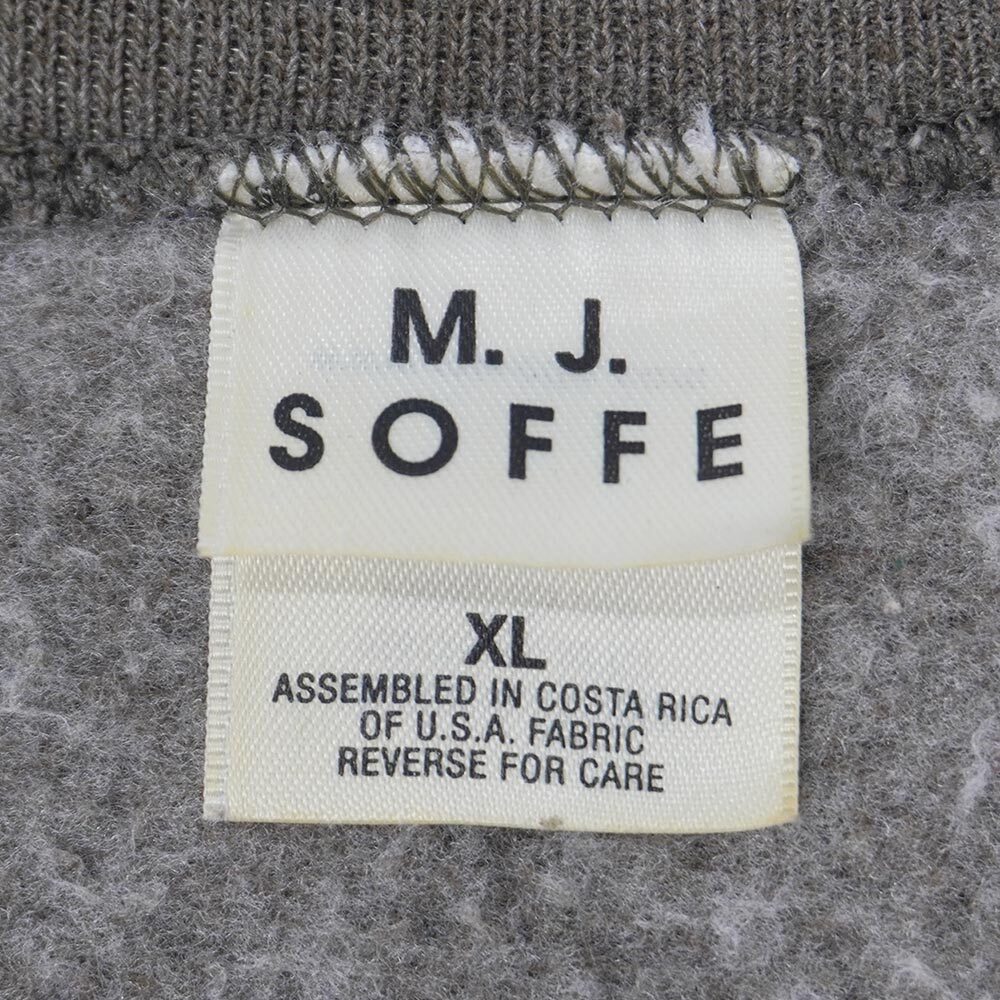 M. J.
SOFFE
XL
ASSEMBLED IN COSTA RICA
OF U.S.A. FABRIC
REVERSE FOR CARE